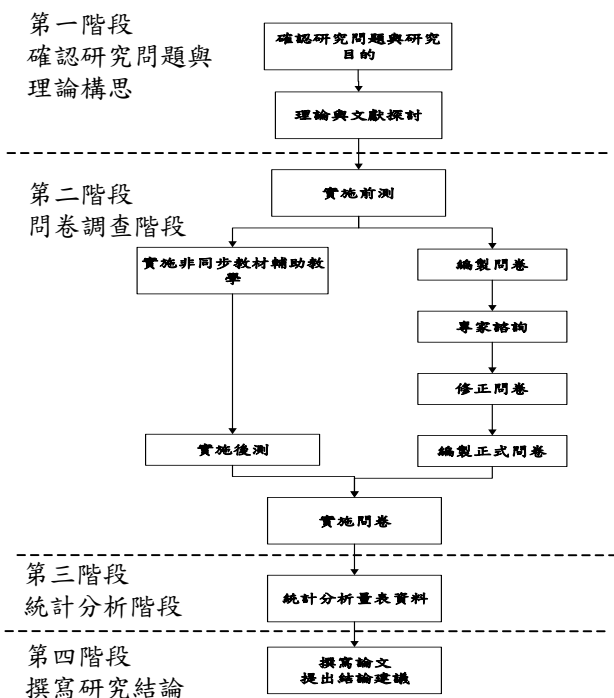 第一階段
確認研究問題與
理論構思
確認研究問題與研究
目的
理論與文獻探討
第二階段
問卷調查階段
實施前測
實施非同步教材輔助教
學
編製問卷
專家諮詢
修正問卷
實施後測
編製正式問卷
實施問卷
第三階段
統計分析階段
統計分析量表資料
第四階段
撰寫研究結論
撰寫論文
提出結論建議